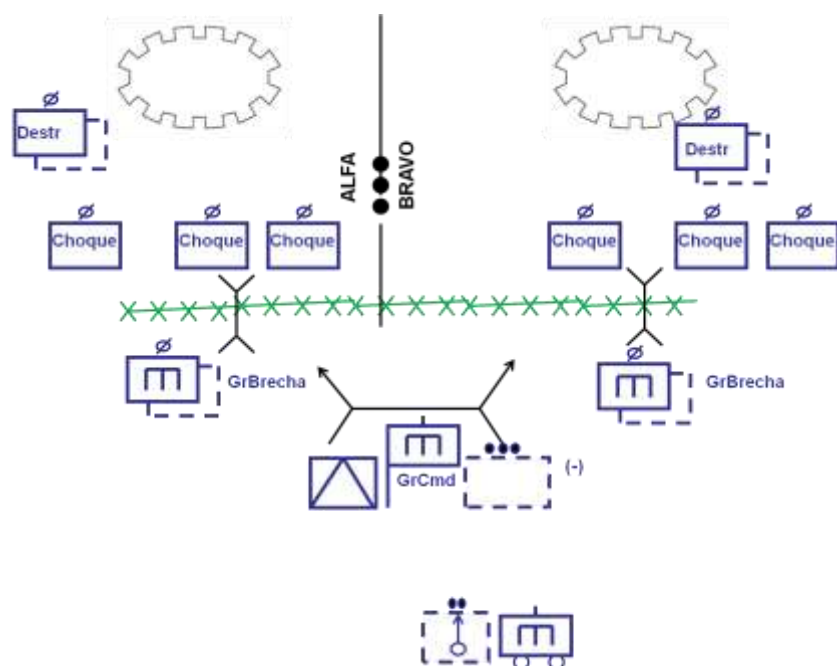 Destr
Destr
ALFA
BRAVO
Choque
Choque
Choque
Choque
Choque
Choque
GrBrecha
GrBrecha
GrCmd
(-)